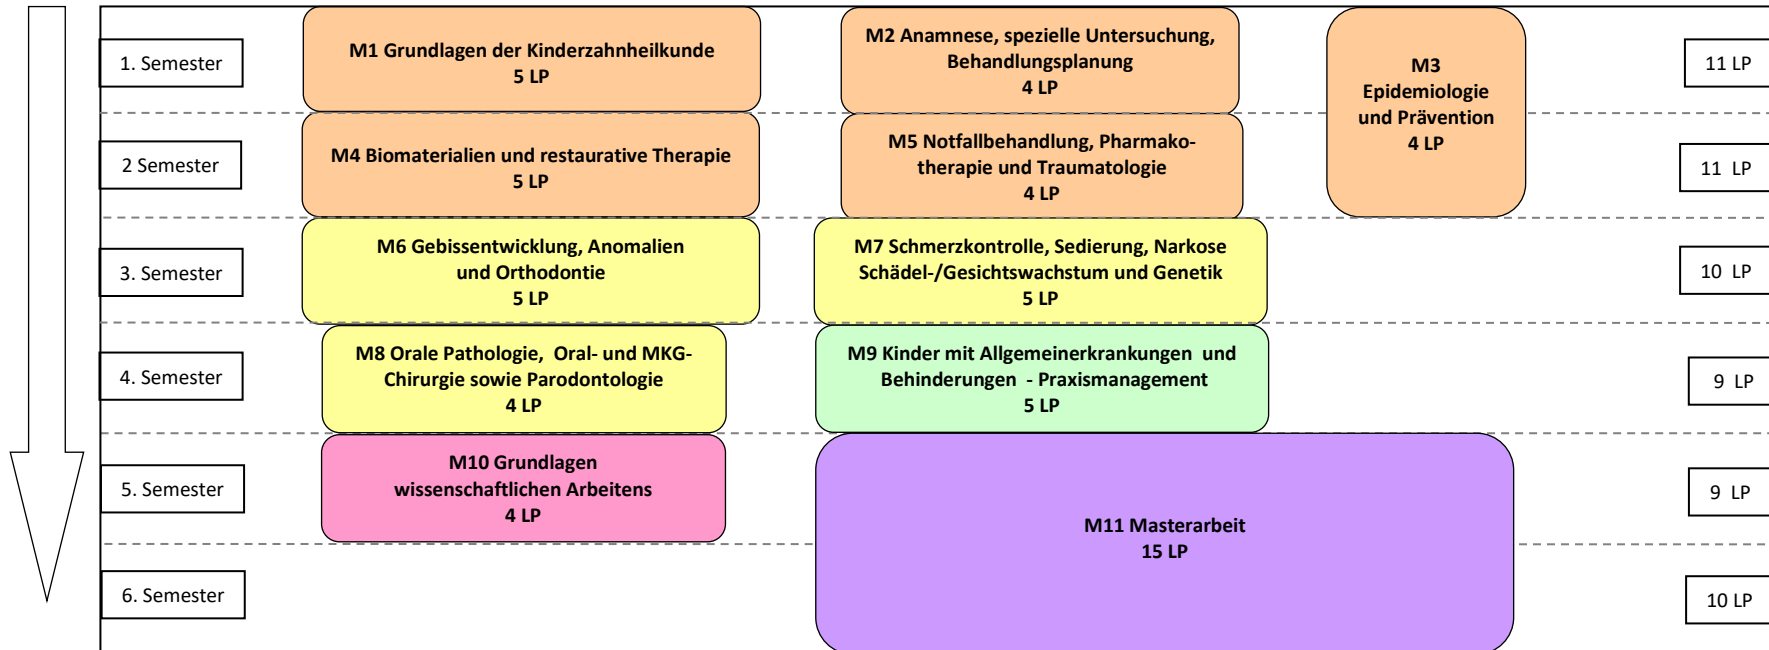 1. Semester
M1 Grundlagen der Kinderzahnheilkunde
5 LP
M2 Anamnese, spezielle Untersuchung,
Behandlungsplanung
4 LP
M3
Epidemiologie
und Prävention
4 LP
11 LP
2 Semester
M4 Biomaterialien und restaurative Therapie
5 LP
M5 Notfallbehandlung, Pharmako-
therapie und Traumatologie
4 LP
11 LP
3. Semester
M6 Gebissentwicklung, Anomalien
und Orthodontie
5 LP
M7 Schmerzkontrolle, Sedierung, Narkose
Schädel-/Gesichtswachstum und Genetik
5 LP
10 LP
4. Semester
M8 Orale Pathologie, Oral- und MKG-
Chirurgie sowie Parodontologie
4 LP
M9 Kinder mit Allgemeinerkrankungen und
Behinderungen - Praxismanagement
5 LP
9 LP
5. Semester
M10 Grundlagen
wissenschaftlichen Arbeitens
4 LP
M11 Masterarbeit
15 LP
9 LP
6. Semester
10 LP